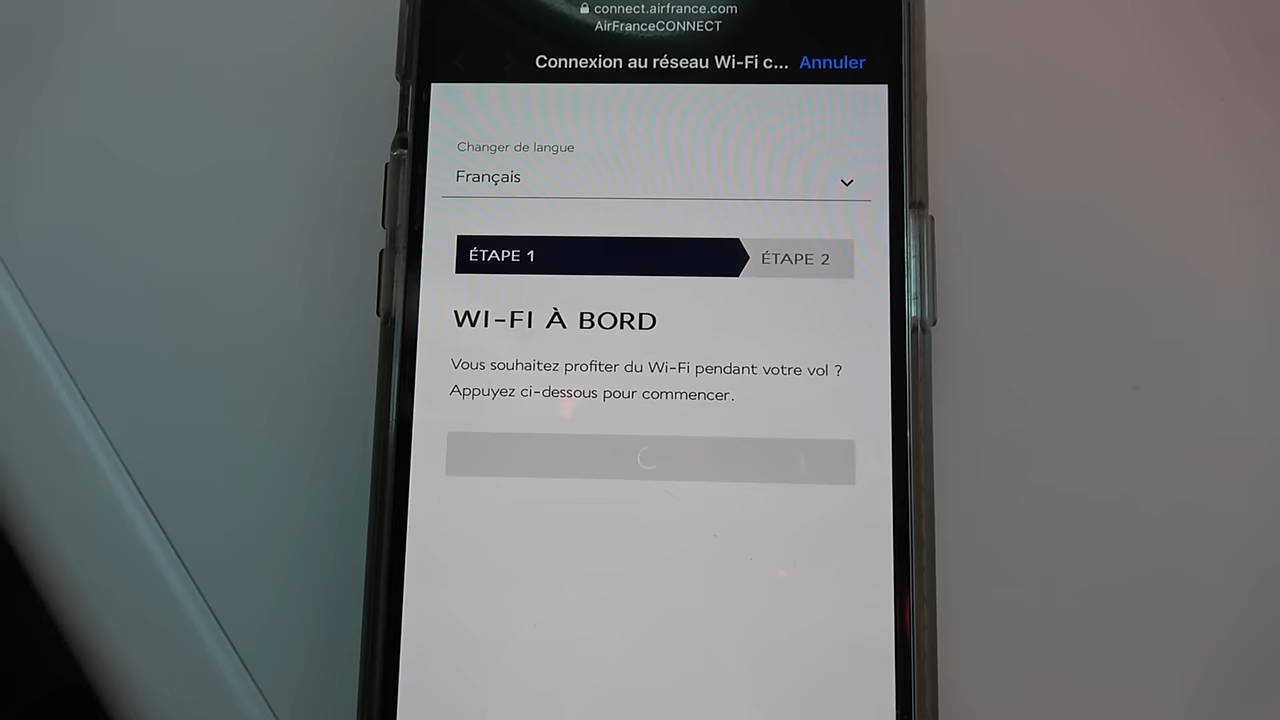 connect.airfrance.com
AirFranceCONNECT
Connexion au réseau Wi-Fi c... Annuler
Changer de langue
Français
ÉTAPE 1 ÉTAPE 2
WI-FI À BORD
Vous souhaitez profiter du Wi-Fi pendant votre vol ?
Appuyez ci-dessous pour commencer.